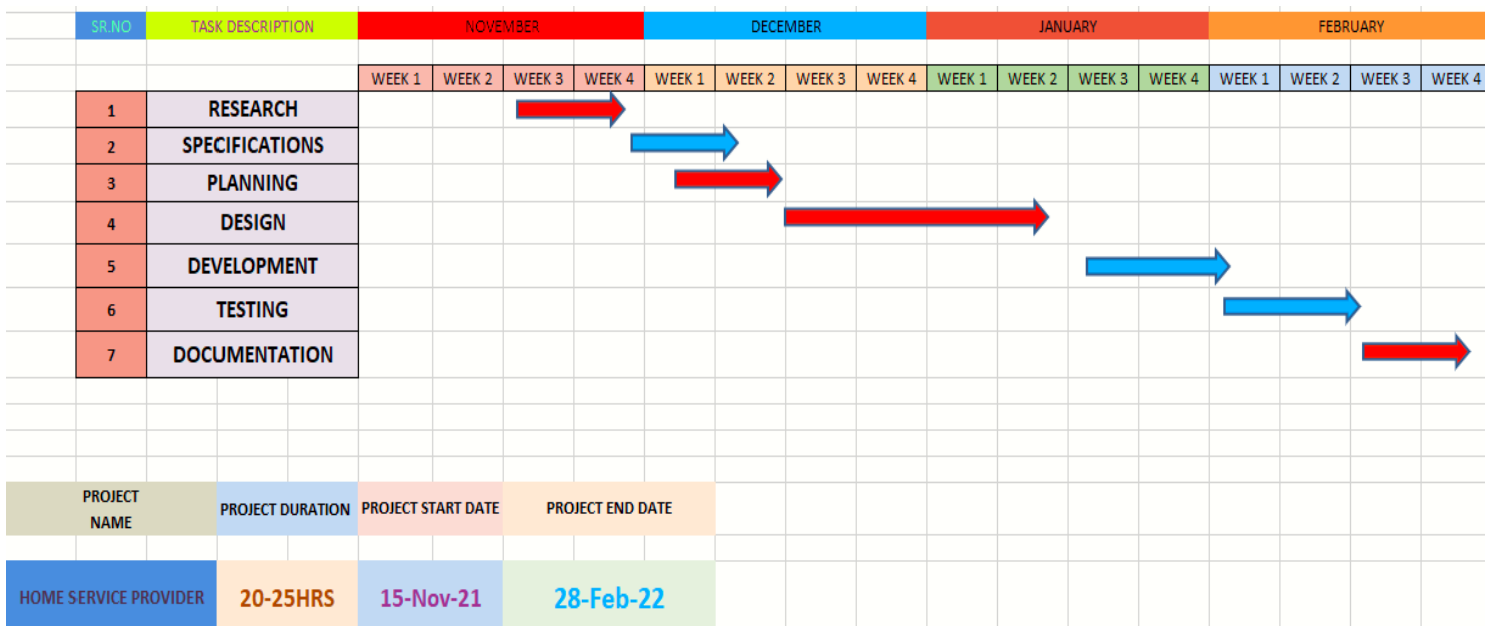 SR.NO TASK DESCRIPTION NOVEMBER DECEMBER JANUARY FEBRUARY
WEEK 1 WEEK 2 WEEK 3 WEEK 4 WEEK 1 WEEK 2 WEEK 3 WEEK 4 WEEK 1 WEEK 2 WEEK 3 WEEK 4 WEEK 1 WEEK 2 WEEK 3 WEEK 4
1 RESEARCH
2 SPECIFICATIONS
3 PLANNING
4 DESIGN
5 DEVELOPMENT
6 TESTING
7 DOCUMENTATION
PROJECT
NAME
PROJECT DURATION PROJECT START DATE PROJECT END DATE
HOME SERVICE PROVIDER 20-25HRS 15-Nov-21 28-Feb-22